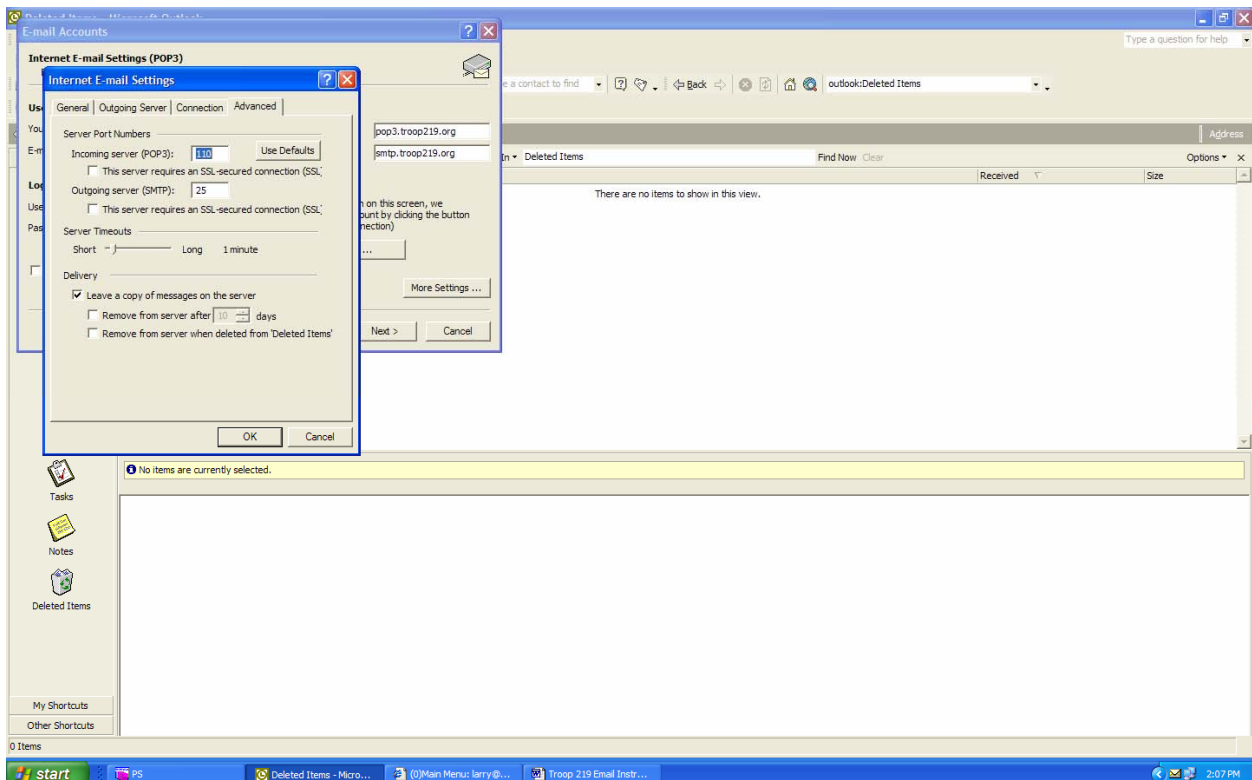 Deleted Items - Microsoft Outlook
Type a question for help
E-mail Accounts
Internet E-mail Settings (POP3)
Internet E-mail Settings
General
Outgoing Server
Connection
Advanced
Server Port Numbers
Incoming server (POP3): 110 Use Defaults
This server requires an SSL-secured connection (SSL)
Outgoing server (SMTP): 25
This server requires an SSL-secured connection (SSL)
Server Timeouts
Short Long 1 minute
Delivery
Leave a copy of messages on the server
Remove from server after 10 days
Remove from server when deleted from 'Deleted Items'
OK Cancel
pop3.troop219.org
smtp.troop219.org
on this screen, we
by clicking the button
...
More Settings ...
Next > Cancel
a contact to find
Back
outlook:Deleted Items
Address
In Deleted Items Find Now Clear Options
Received Size
There are no items to show in this view.
No items are currently selected.
Tasks
Notes
Deleted Items
My Shortcuts
Other Shortcuts
0 Items
start PS Deleted Items - Micro... (0)Main Menu: larry@... Troop 219 Email Instr... 2:07 PM